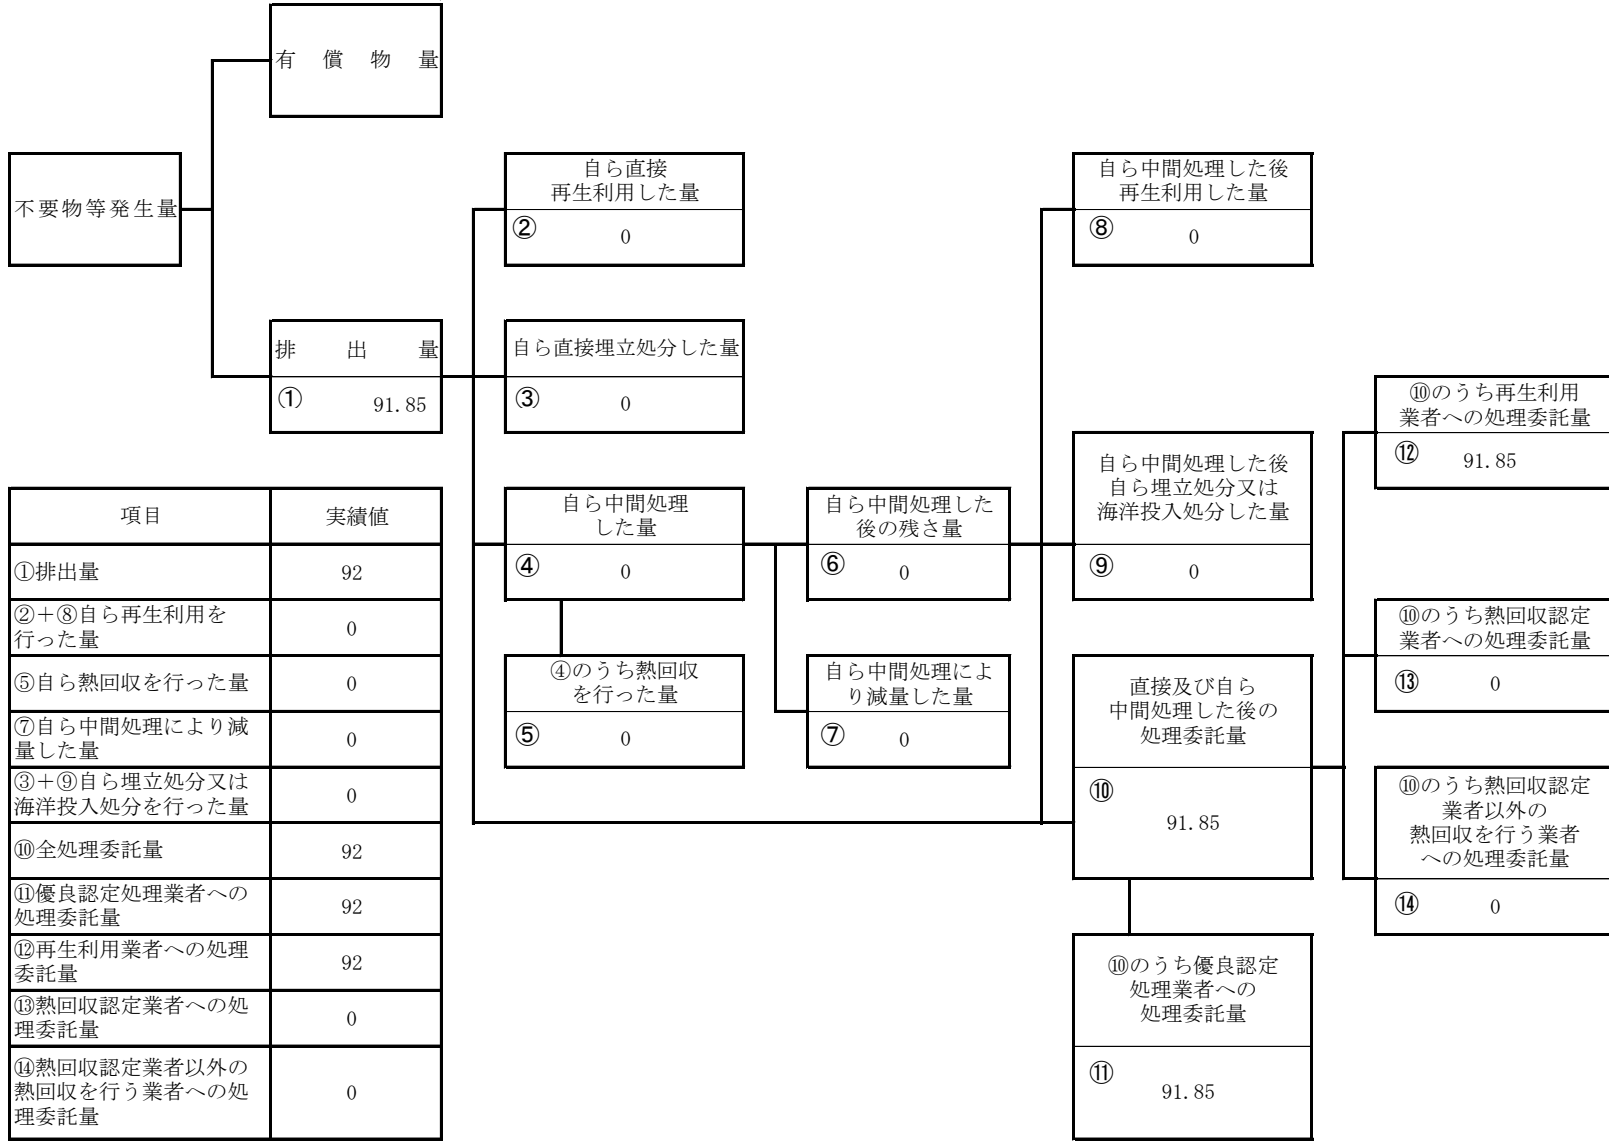 有償物量
不要物等発生量
排出量
① 91.85
自ら直接
再生利用した量
② 0
自ら直接埋立処分した量
③ 0
自ら中間処理
した量
④ 0
④のうち熱回収
を行った量
⑤ 0
自ら中間処理した
後の残さ量
⑥ 0
自ら中間処理によ
り減量した量
⑦ 0
自ら中間処理した後
再生利用した量
⑧ 0
自ら中間処理した後
自ら埋立処分又は
海洋投入処分した量
⑨ 0
直接及び自ら
中間処理した後の
処理委託量
⑩
91.85
⑩のうち優良認定
処理業者への
処理委託量
⑪
91.85
⑩のうち再生利用
業者への処理委託量
⑫ 91.85
⑩のうち熱回収認定
業者への処理委託量
⑬ 0
⑩のうち熱回収認定
業者以外の
熱回収を行う業者
への処理委託量
⑭ 0
項目 実績値
①排出量 92
②+⑧自ら再生利用を
行った量 0
⑤自ら熱回収を行った量 0
⑦自ら中間処理により減
量した量 0
③+⑨自ら埋立処分又は
海洋投入処分を行った量 0
⑩全処理委託量 92
⑪優良認定処理業者への
処理委託量 92
⑫再生利用業者への処理
委託量 92
⑬熱回収認定業者への処
理委託量 0
⑭熱回収認定業者以外の
熱回収を行う業者への処 0
理委託量